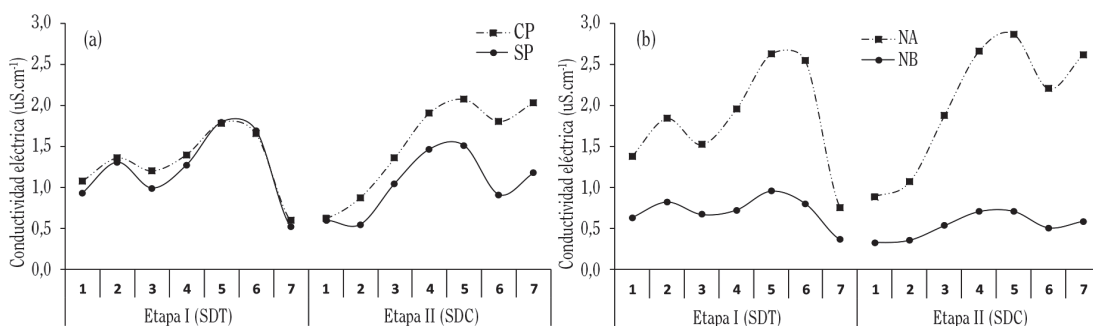 (a)
CP
SP
Conductividad eléctrica (uS.cm⁻¹)
3,0
2,5
2,0
1,5
1,0
0,5
0,0
1 2 3 4 5 6 7 1 2 3 4 5 6 7
Etapa I (SDT) Etapa II (SDC)
(b)
NA
NB
Conductividad eléctrica (uS.cm⁻¹)
3,0
2,5
2,0
1,5
1,0
0,5
0,0
1 2 3 4 5 6 7 1 2 3 4 5 6 7
Etapa I (SDT) Etapa II (SDC)